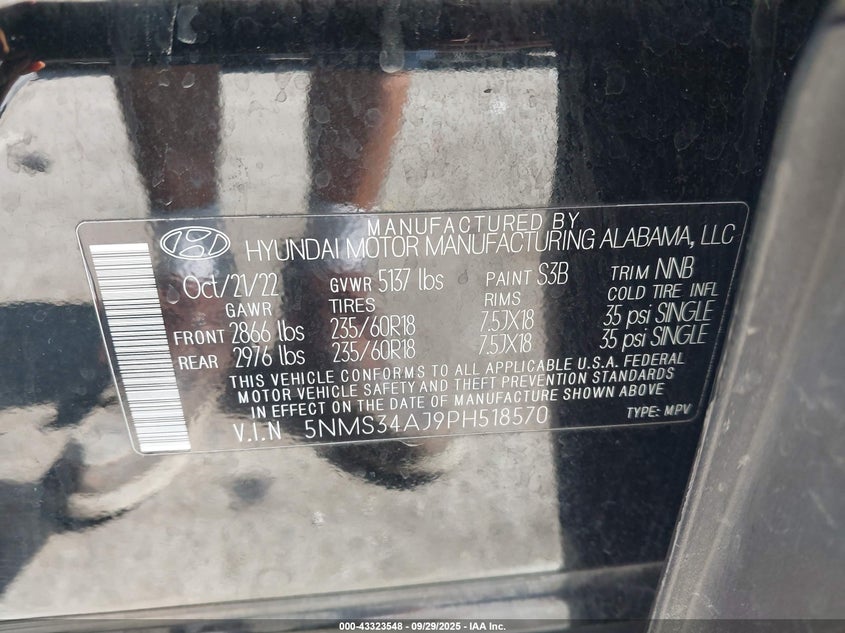 MANUFACTURED BY
HYUNDAI MOTOR MANUFACTURING ALABAMA, LLC
Oct/21/22 GVWR 5137 lbs PAINT S3B TRIM NNB
GAWR TIRES RIMS COLD TIRE INFL
FRONT 2866 lbs 235/60R18 7.5JX18 35 psi SINGLE
REAR 2976 lbs 235/60R18 7.5JX18 35 psi SINGLE
THIS VEHICLE CONFORMS TO ALL APPLICABLE U.S.A. FEDERAL
MOTOR VEHICLE SAFETY AND THEFT PREVENTION STANDARDS
IN EFFECT ON THE DATE OF MANUFACTURE SHOWN ABOVE
V.I.N 5NMS34AJ9PH518570 TYPE: MPV
000-43323548 - 09/29/2025 - IAA Inc.